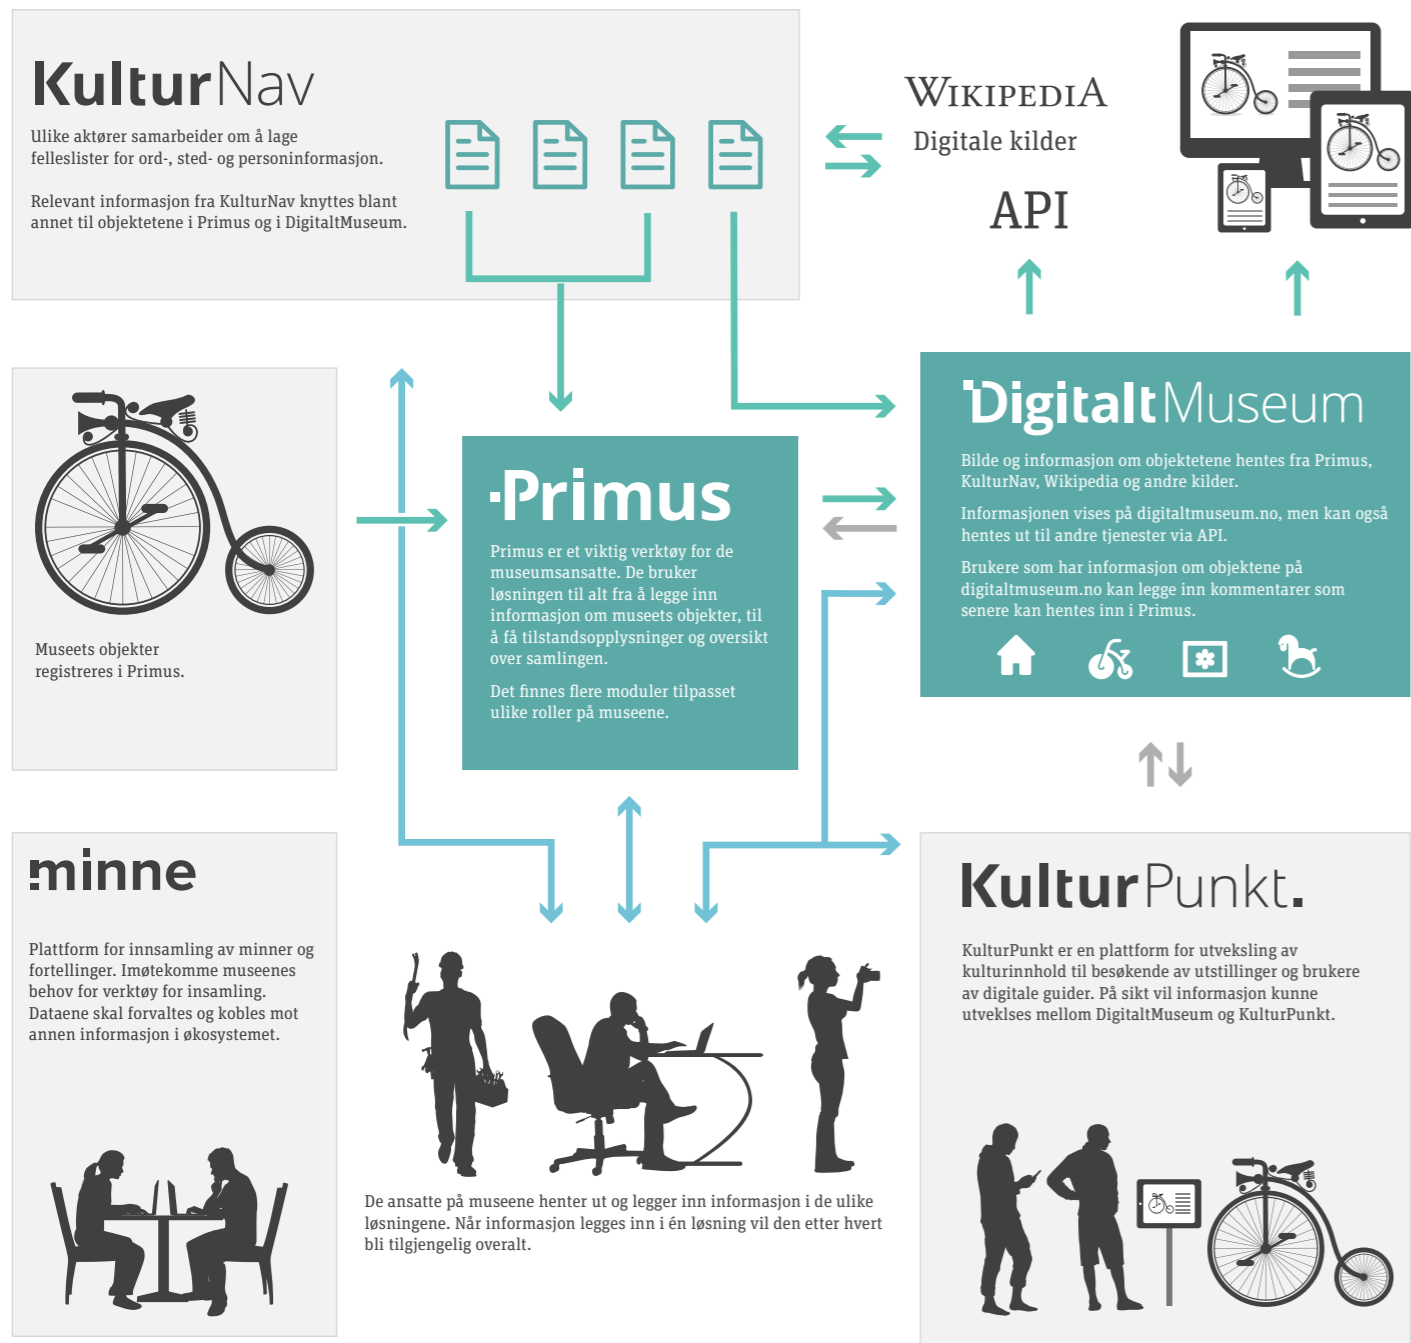 KulturNav
Ulike aktører samarbeider om å lage
felleslister for ord-, sted- og personinformasjon.
Relevant informasjon fra KulturNav knyttes blant
annet til objektetene i Primus og i DigitaltMuseum.
WIKIPEDIA
Digitale kilder
API
Museets objekter
registreres i Primus.
Primus
Primus er et viktig verktøy for de
museumsansatte. De bruker
løsningen til alt fra å legge inn
informasjon om museets objekter, til
å få tilstandsopplysninger og oversikt
over samlingen.
Det finnes flere moduler tilpasset
ulike roller på museene.
DigitaltMuseum
Bilde og informasjon om objektetene hentes fra Primus,
KulturNav, Wikipedia og andre kilder.
Informasjonen vises på digitaltmuseum.no, men kan også
hentes ut til andre tjenester via API.
Brukere som har informasjon om objektene på
digitaltmuseum.no kan legge inn kommentarer som
senere kan hentes inn i Primus.
minne
Plattform for innsamling av minner og
fortellinger. Imøtekomme museenes
behov for verktøy for insamling.
Dataene skal forvaltes og kobles mot
annen informasjon i økosystemet.
De ansatte på museene henter ut og legger inn informasjon i de ulike
løsningene. Når informasjon legges inn i én løsning vil den etter hvert
bli tilgjengelig overalt.
KulturPunkt.
KulturPunkt er en plattform for utveksling av
kulturinnhold til besøkende av utstillinger og brukere
av digitale guider. På sikt vil informasjon kunne
utveklses mellom DigitaltMuseum og KulturPunkt.